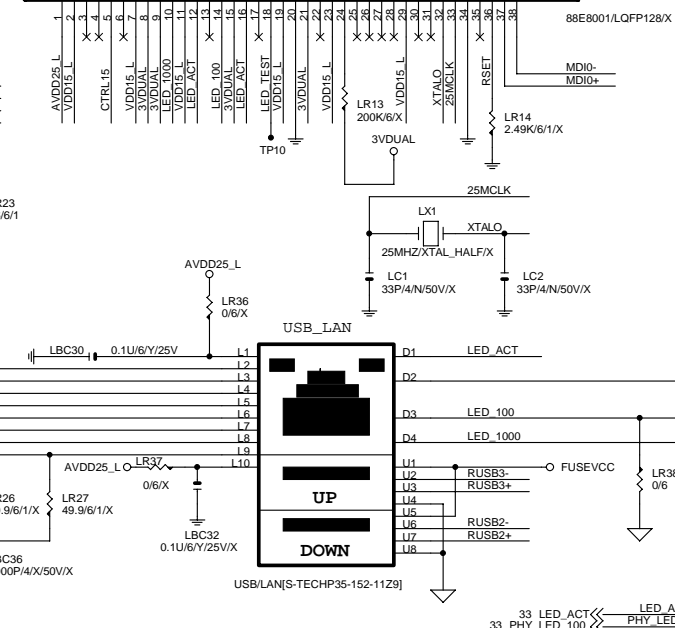 88E8001/LQFP128/X
1 2 3 4 5 6 7 8 9 10 11 12 13 14 15 16 17 18 19 20 21 22 23 24 25 26 27 28 29 30 31 32 33 34 35 36 37 38
AVDD25_L
VDD15_L
CTRL15
VDD15_L
3VDUAL
3VDUAL
LED_1000
VDD15_L
LED_ACT
LED_100
3VDUAL
LED_ACT
LED_TEST
VDD15_L
3VDUAL
VDD15_L
VDD15_L
XTALO
25MCLK
RSET
MDI0-
MDI0+
LR13
200K/6/X
LR14
2.49K/6/1/X
TP10
3VDUAL
25MCLK
LX1
XTALO
25MHZ/XTAL_HALF/X
LC1
33P/4/N/50V/X
LC2
33P/4/N/50V/X
AVDD25_L
LR36
0/6/X
USB_LAN
LBC30
0.1U/6/Y/25V
L1
L2
L3
L4
L5
L6
L7
L8
L9
L10
D1
LED_ACT
D2
D3
LED_100
D4
LED_1000
U1
FUSEVCC
U2
RUSB3-
U3
RUSB3+
U4
U5
U6
RUSB2-
U7
RUSB2+
U8
AVDD25_L
LR37
0/6/X
LR27
49.9/6/1/X
LBC32
0.1U/6/Y/25V/X
UP
DOWN
USB/LAN[S-TECHP35-152-11Z9]
0/6
33 LED_ACT
33 PHY_LED_100